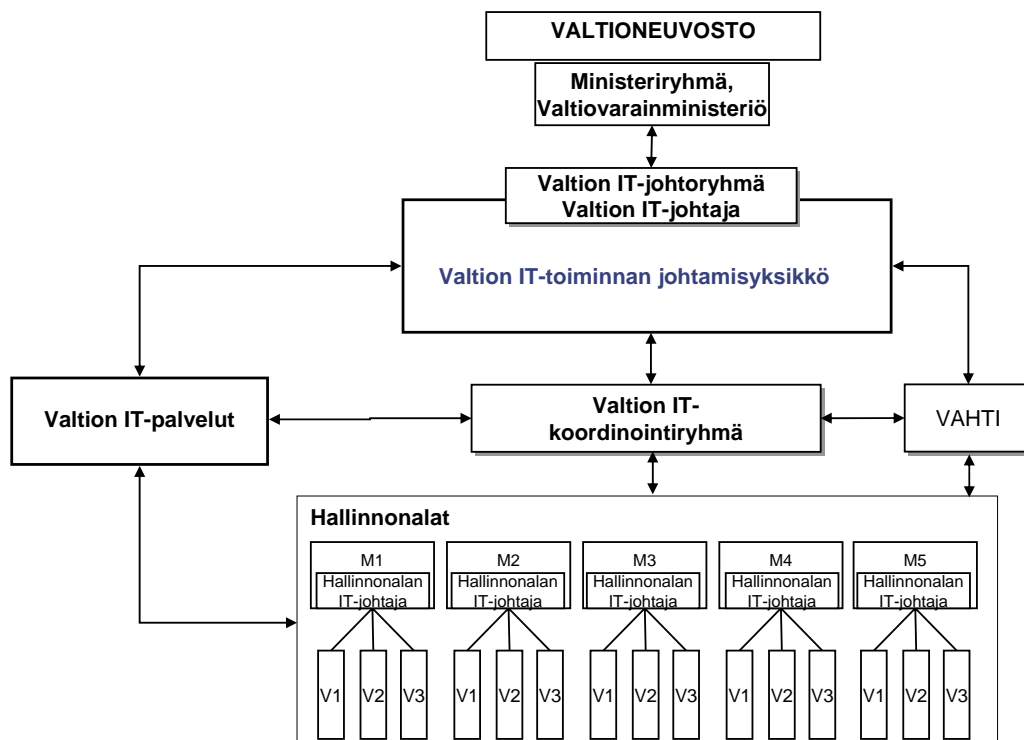 VALTIONEUVOSTO
Ministeriryhmä,
Valtiovarainministeriö
Valtion IT-johtoryhmä
Valtion IT-johtaja
Valtion IT-toiminnan johtamisyksikkö
Valtion IT-palvelut
Valtion IT-
koordinointiryhmä
VAHTI
Hallinnonalat
M1
Hallinnonalan
IT-johtaja
M2
Hallinnonalan
IT-johtaja
M3
Hallinnonalan
IT-johtaja
M4
Hallinnonalan
IT-johtaja
M5
Hallinnonalan
IT-johtaja
V1 V2 V3
V1 V2 V3
V1 V2 V3
V1 V2 V3
V1 V2 V3